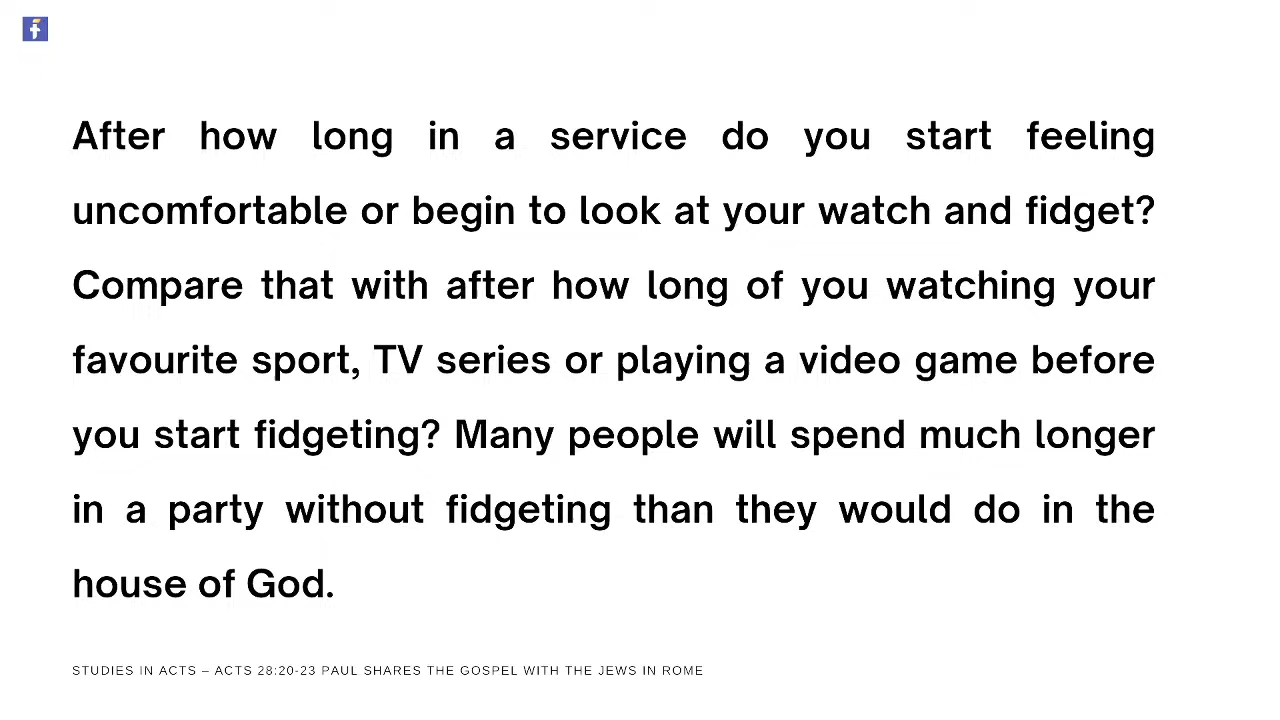 After how long in a service do you start feeling
uncomfortable or begin to look at your watch and fidget?
Compare that with after how long of you watching your
favourite sport, TV series or playing a video game before
you start fidgeting? Many people will spend much longer
in a party without fidgeting than they would do in the
house of God.
STUDIES IN ACTS – ACTS 28:20-23 PAUL SHARES THE GOSPEL WITH THE JEWS IN ROME